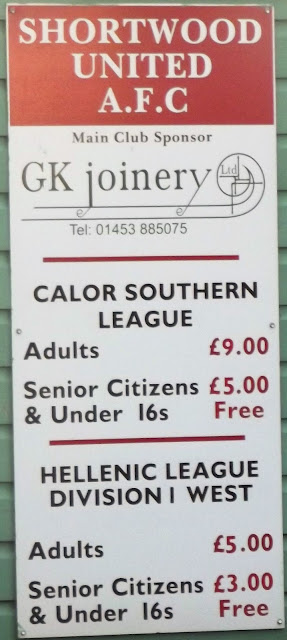 SHORTWOOD
UNITED
A.F.C
Main Club Sponsor
GK joinery Ltd
Tel: 01453 885075
CALOR SOUTHERN
LEAGUE
Adults £9.00
Senior Citizens £5.00
& Under 16s Free
HELLENIC LEAGUE
DIVISION 1 WEST
Adults £5.00
Senior Citizens £3.00
& Under 16s Free